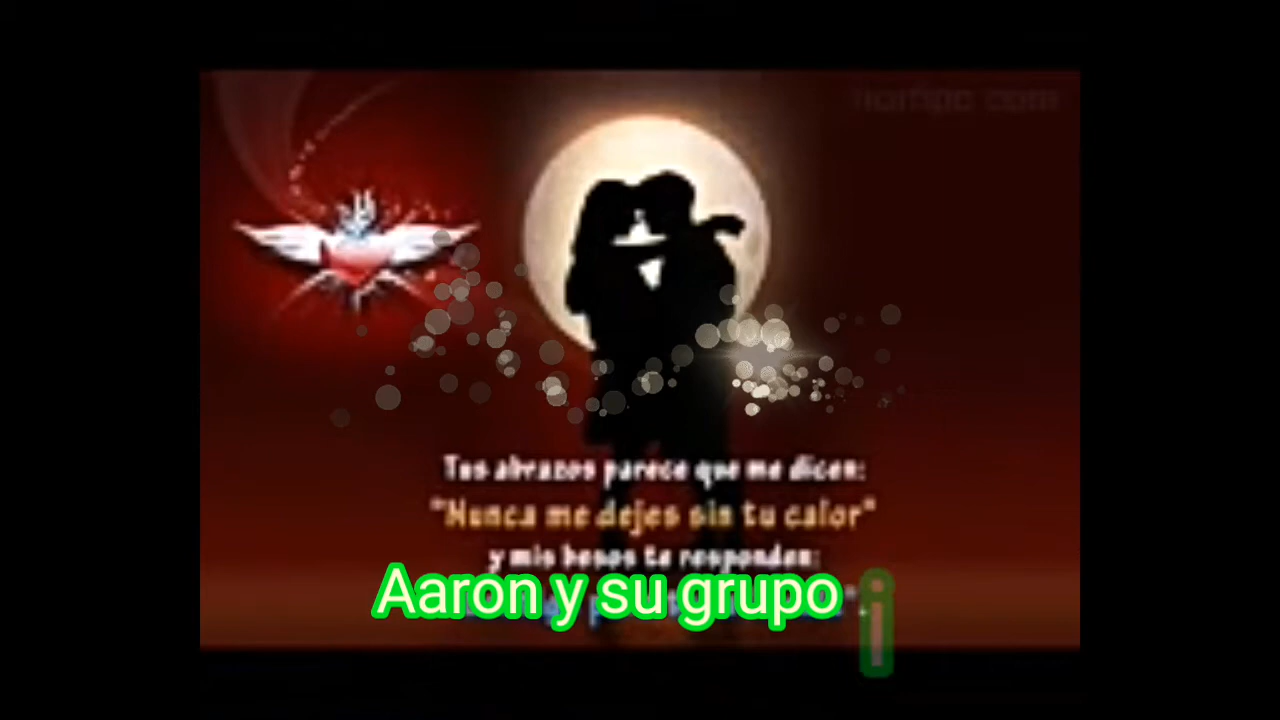 Tus abrazos parece que me dicen:
"Nunca me dejes sin tu calor"
y mis besos te responden:
Aaron y su grupo i